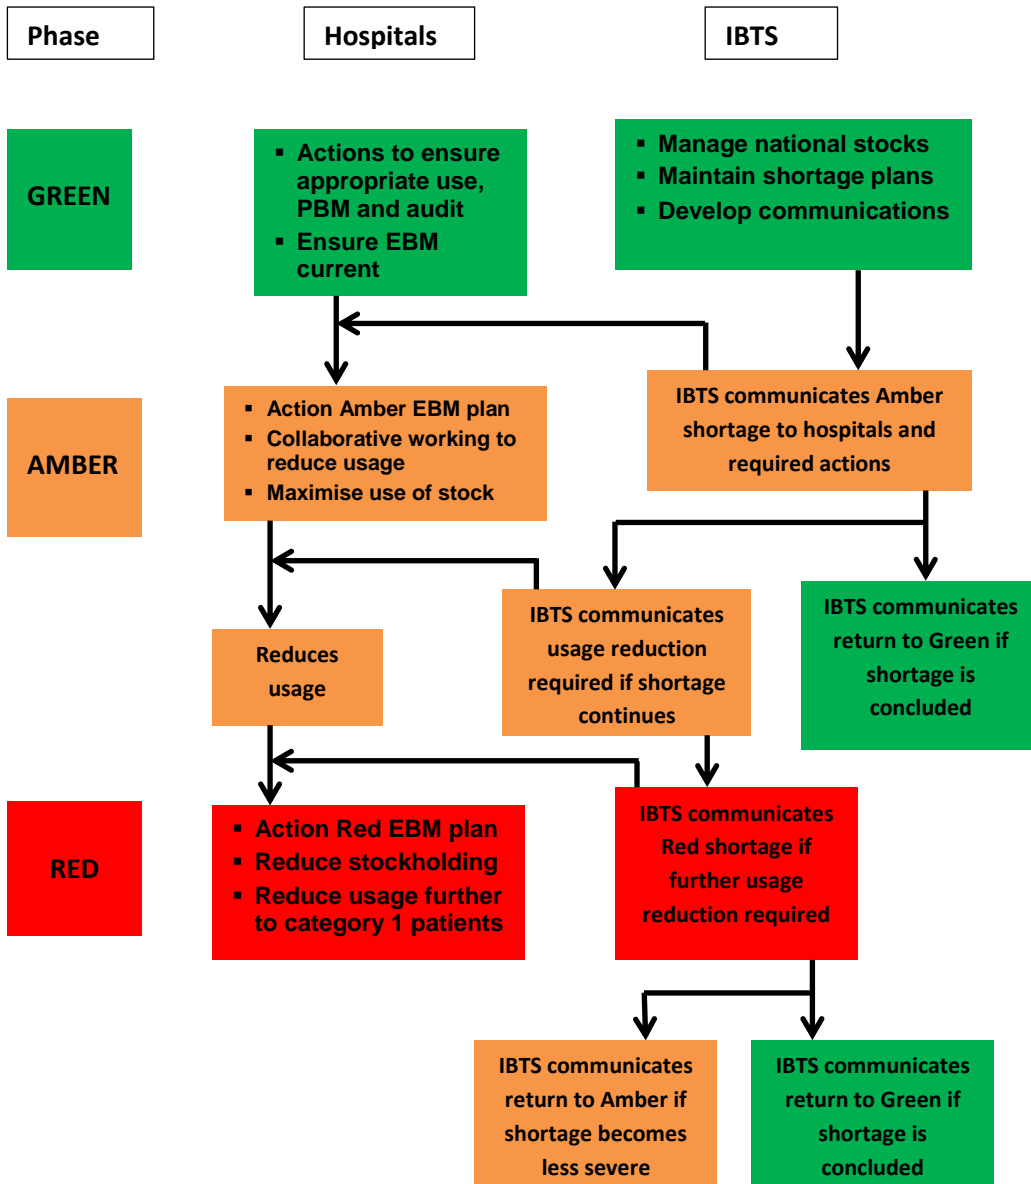 Phase
Hospitals
IBTS
GREEN
▪ Actions to ensure
appropriate use,
PBM and audit
▪ Ensure EBM
current
▪ Manage national stocks
▪ Maintain shortage plans
▪ Develop communications
AMBER
▪ Action Amber EBM plan
▪ Collaborative working to
reduce usage
▪ Maximise use of stock
IBTS communicates Amber
shortage to hospitals and
required actions
Reduces
usage
IBTS communicates
usage reduction
required if shortage
continues
IBTS communicates
return to Green if
shortage is
concluded
RED
▪ Action Red EBM plan
▪ Reduce stockholding
▪ Reduce usage further
to category 1 patients
IBTS communicates
Red shortage if
further usage
reduction required
IBTS communicates
return to Amber if
shortage becomes
less severe
IBTS communicates
return to Green if
shortage is
concluded